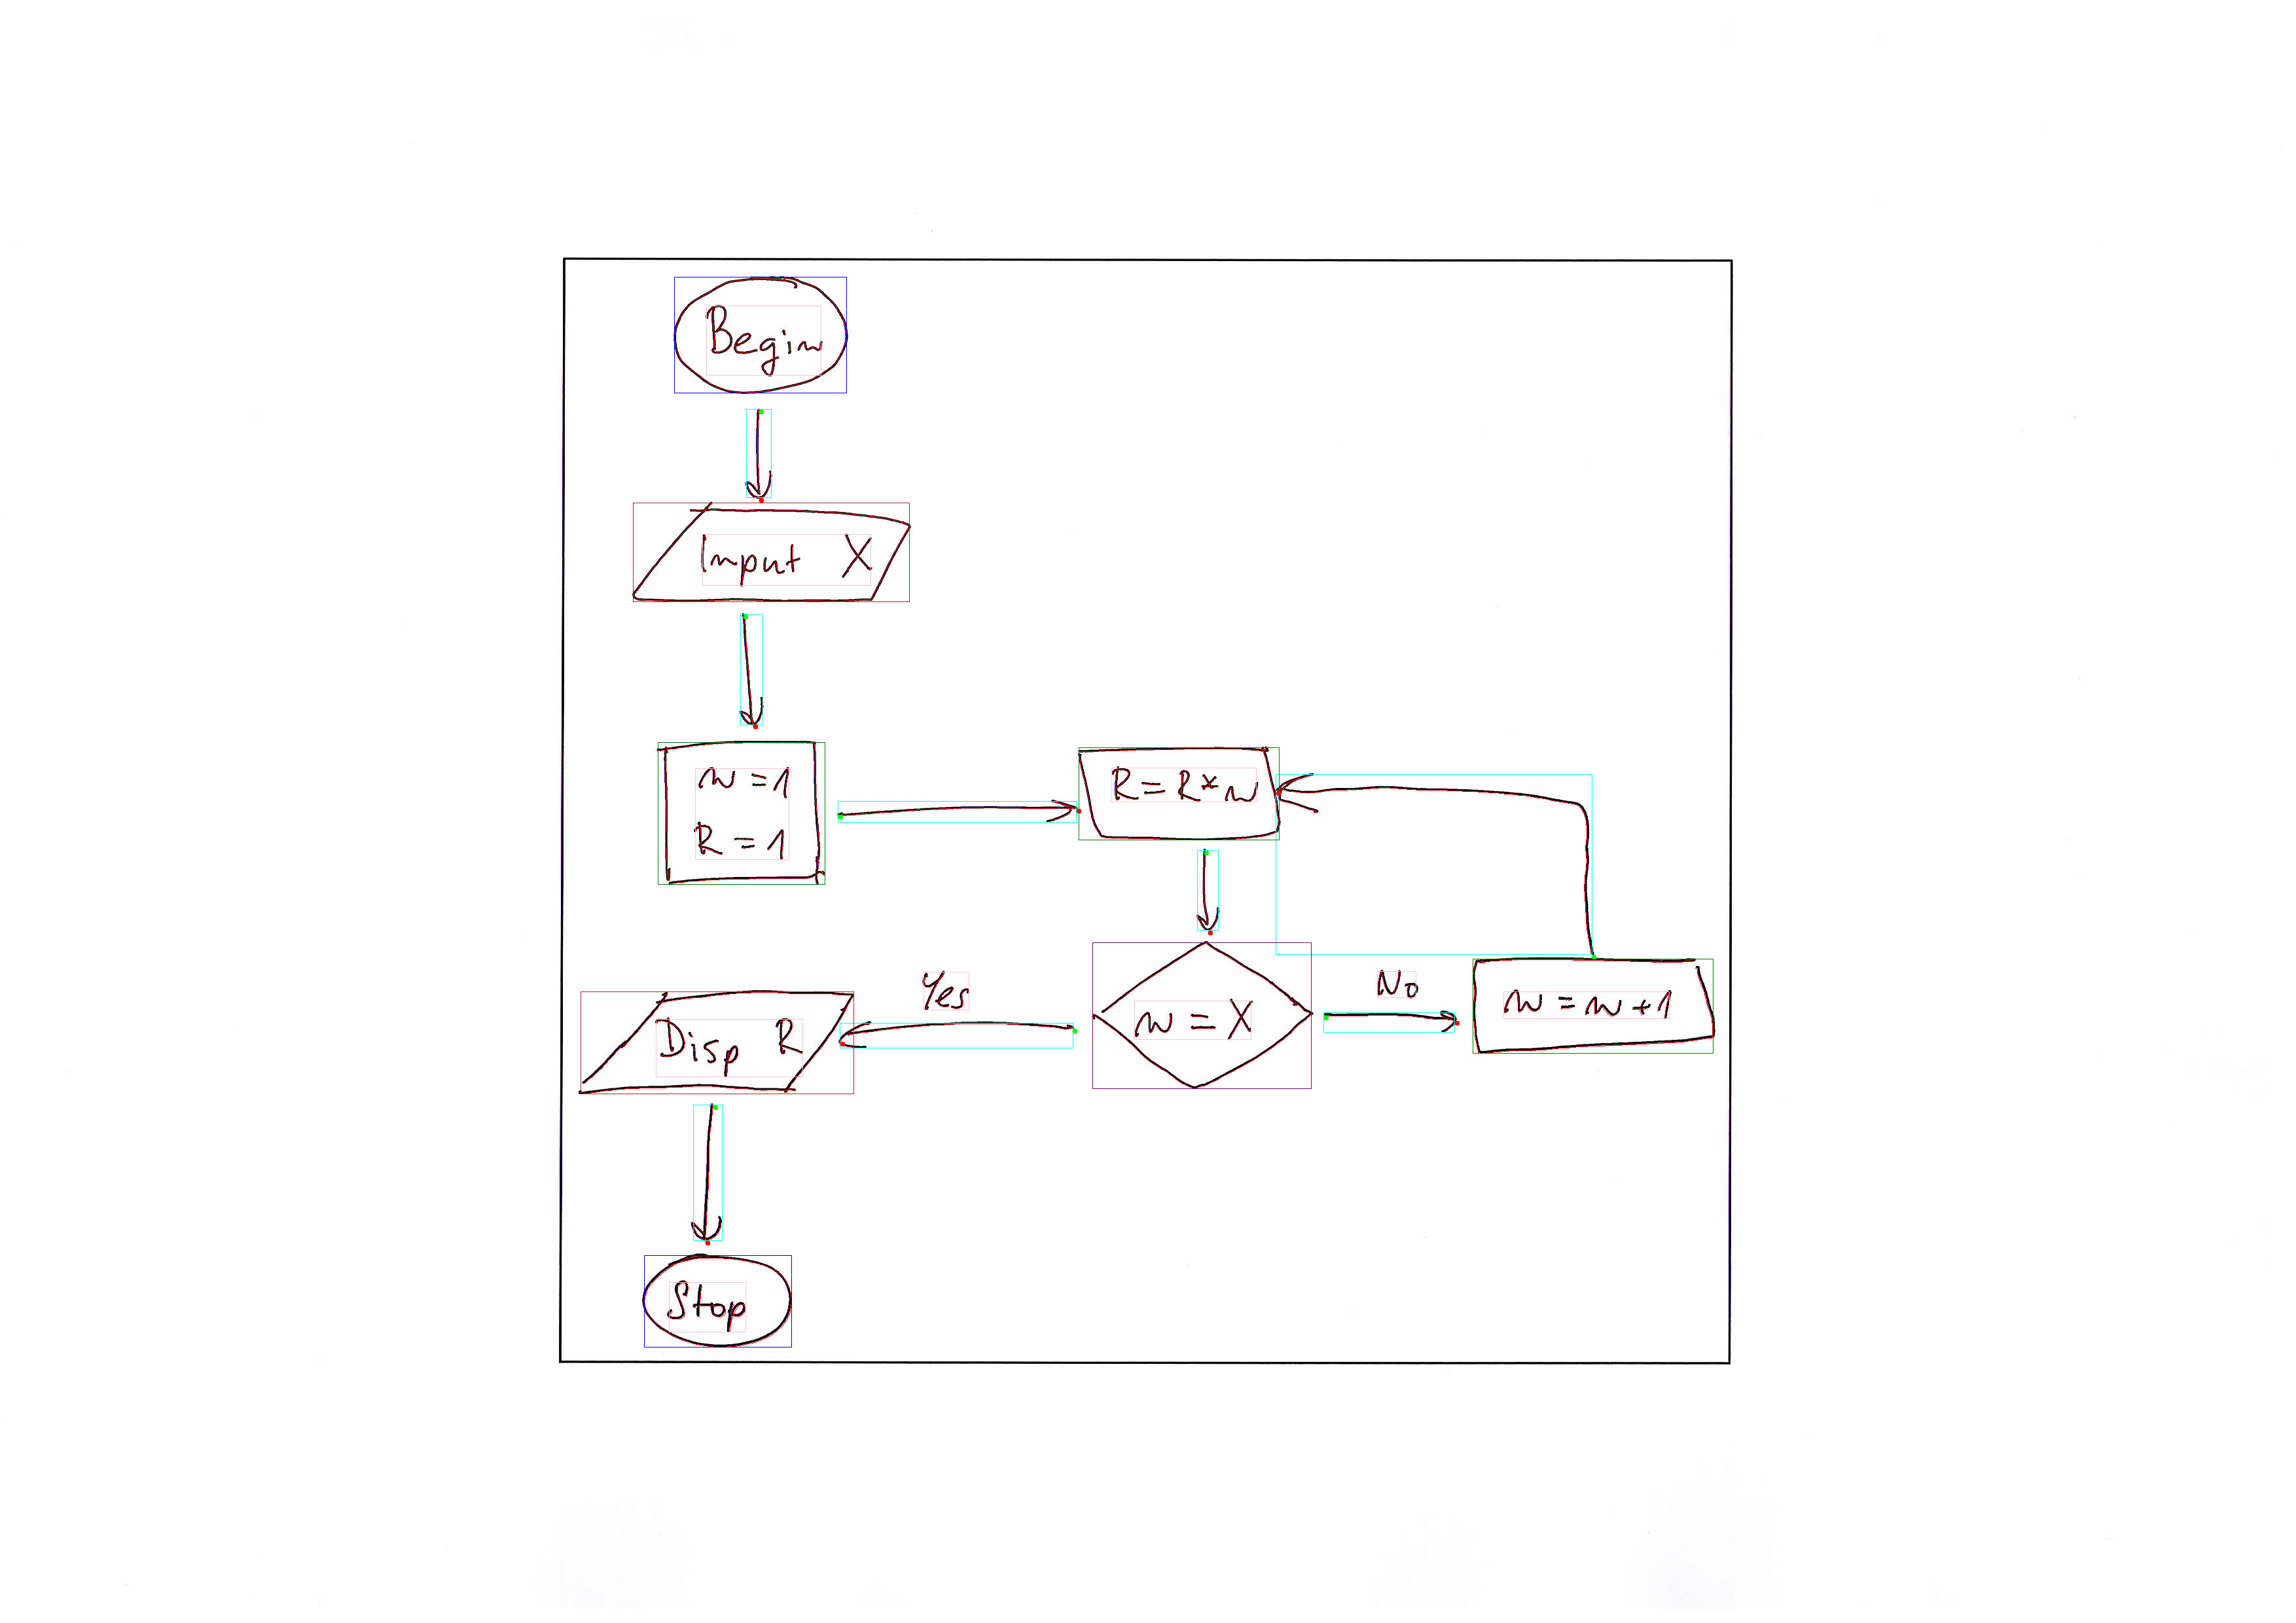 Begin
Input X
n = 1
R = 1
R = R * n
Yes
n = X
No
n = n + 1
Disp R
Stop